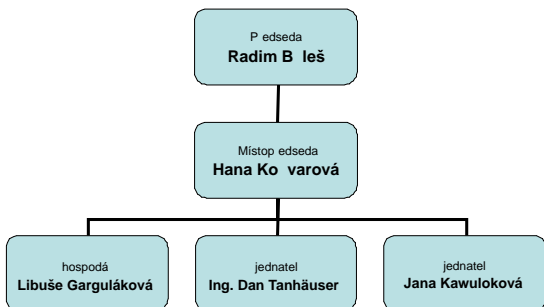 P edseda
Radim B leš
Místop edseda
Hana Ko varová
hospodá
Libuše Garguláková
jednatel
Ing. Dan Tanhäuser
jednatel
Jana Kawuloková